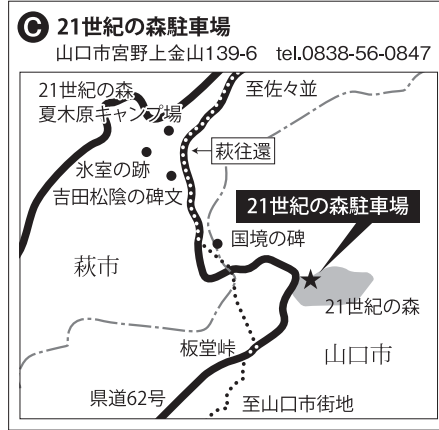 C 21世紀の森駐車場
山口市宮野上金山139-6 tel.0838-56-0847
21世紀の森
夏木原キャンプ場
至佐々並
萩往還
氷室の跡
吉田松陰の碑文
21世紀の森駐車場
国境の碑
萩市
21世紀の森
山口市
板堂峠
県道62号
至山口市街地